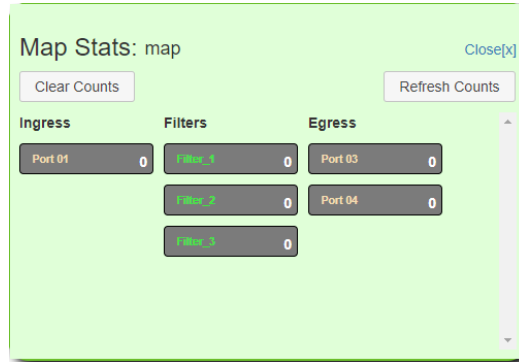 Map Stats: map
Close[x]
Clear Counts
Refresh Counts
Ingress Filters Egress
Port 01 0 Filter_1 0 Port 03 0
Filter_2 0 Port 04 0
Filter_3 0